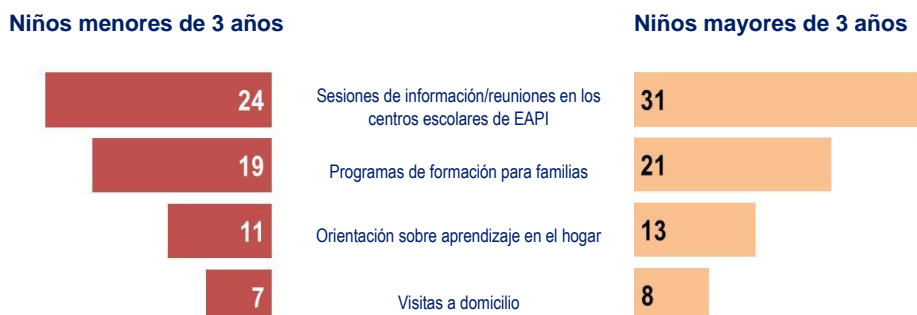 Niños menores de 3 años
Niños mayores de 3 años
24
Sesiones de información/reuniones en los
centros escolares de EAPI
31
19
Programas de formación para familias
21
11
Orientación sobre aprendizaje en el hogar
13
7
Visitas a domicilio
8